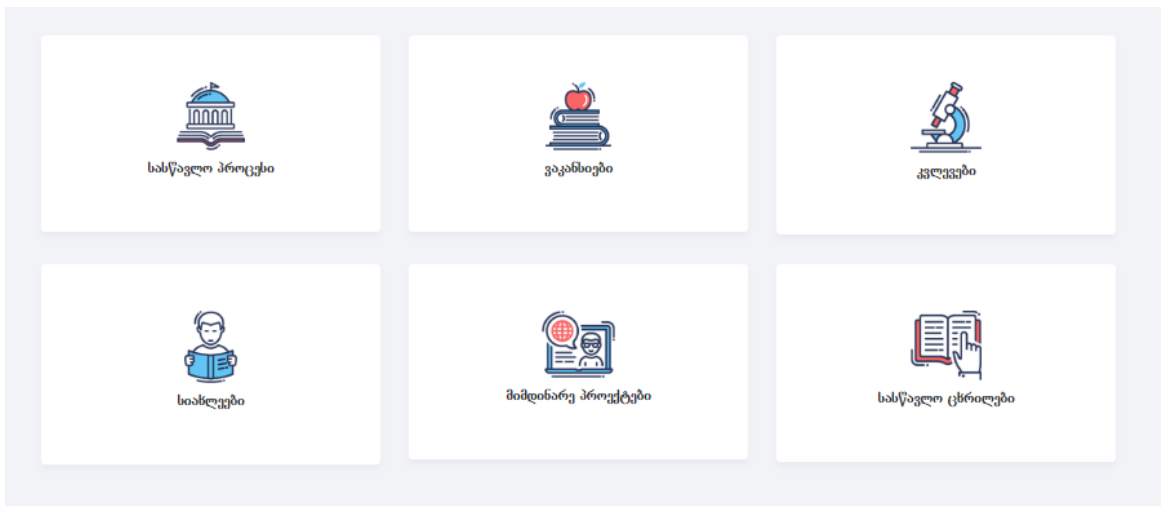 სასწავლო პროცესი
ვაკანსიები
კვლევები
სიახლეები
მიმდინარე პროექტები
სასწავლო ცხრილები